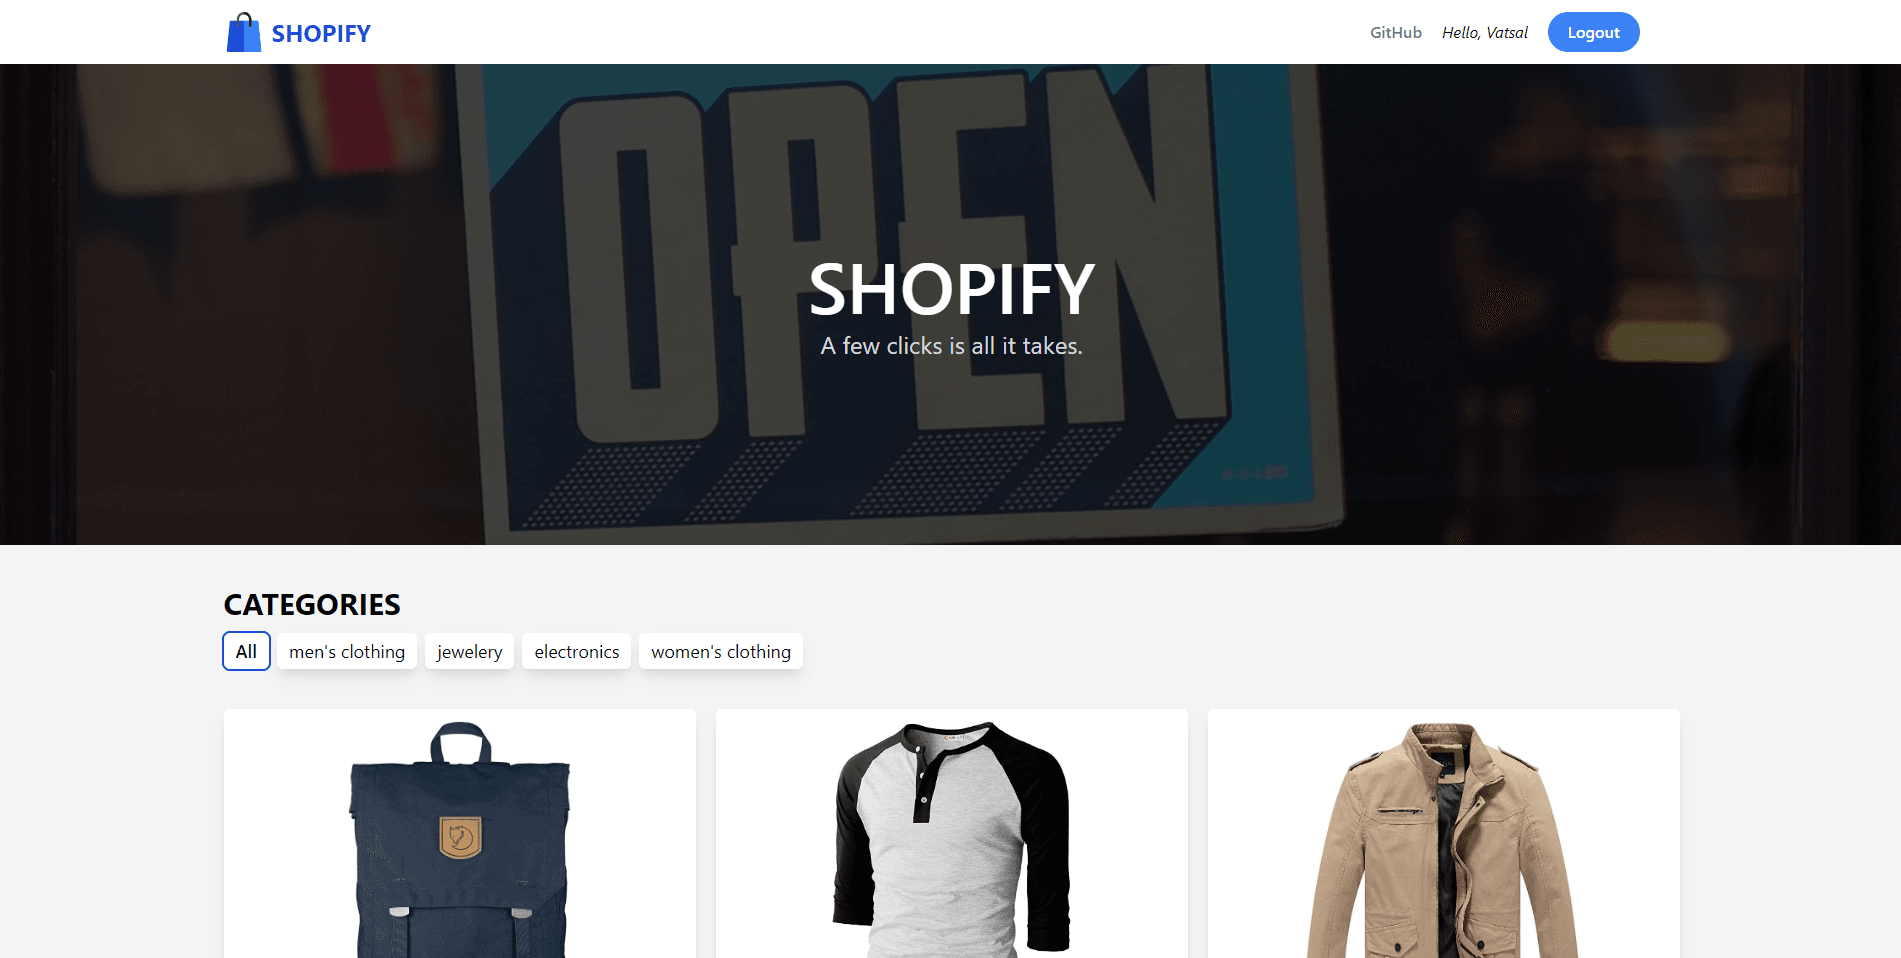 SHOPIFY
GitHub
Hello, Vatsal
Logout
OPEN
SHOPIFY
A few clicks is all it takes.
CATEGORIES
All
men's clothing
jewelery
electronics
women's clothing